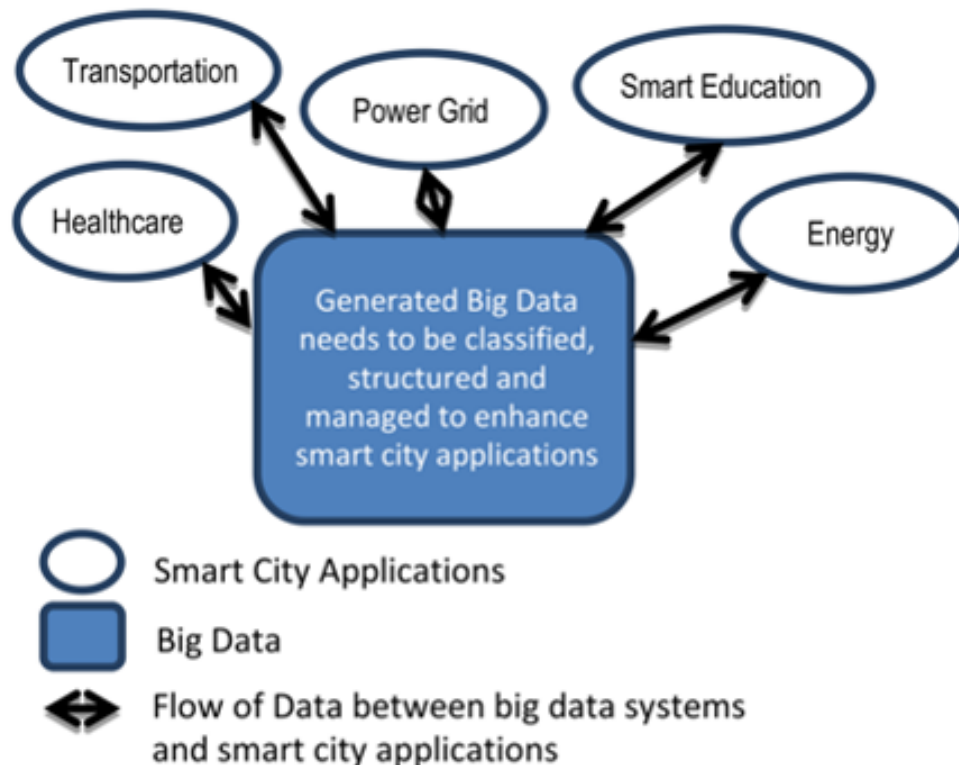 Transportation
Power Grid
Smart Education
Healthcare
Energy
Generated Big Data
needs to be classified,
structured and
managed to enhance
smart city applications
Smart City Applications
Big Data
Flow of Data between big data systems
and smart city applications